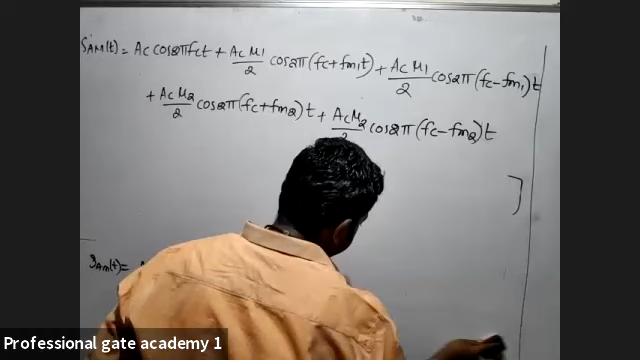 SAM(t) = Ac cos2πfct + AcM1/2 cos2π(fc+fm1t) + AcM1/2 cos2π(fc-fm1)t
+ AcM2/2 cos2π(fc+fm2)t + AcM2/2 cos2π(fc-fm2)t
]
SAM(t)=
Professional gate academy 1